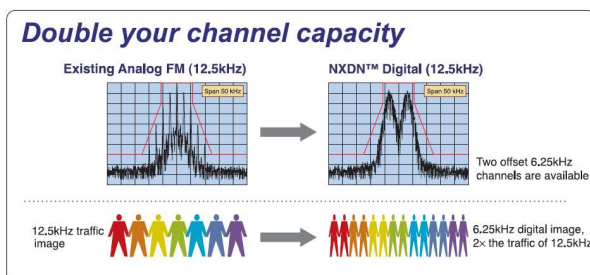 Double your channel capacity
Existing Analog FM (12.5kHz)
NXDN™ Digital (12.5kHz)
Span 50 kHz
Span 50 kHz
Two offset 6.25kHz
channels are available
12.5kHz traffic
image
6.25kHz digital image,
2× the traffic of 12.5kHz